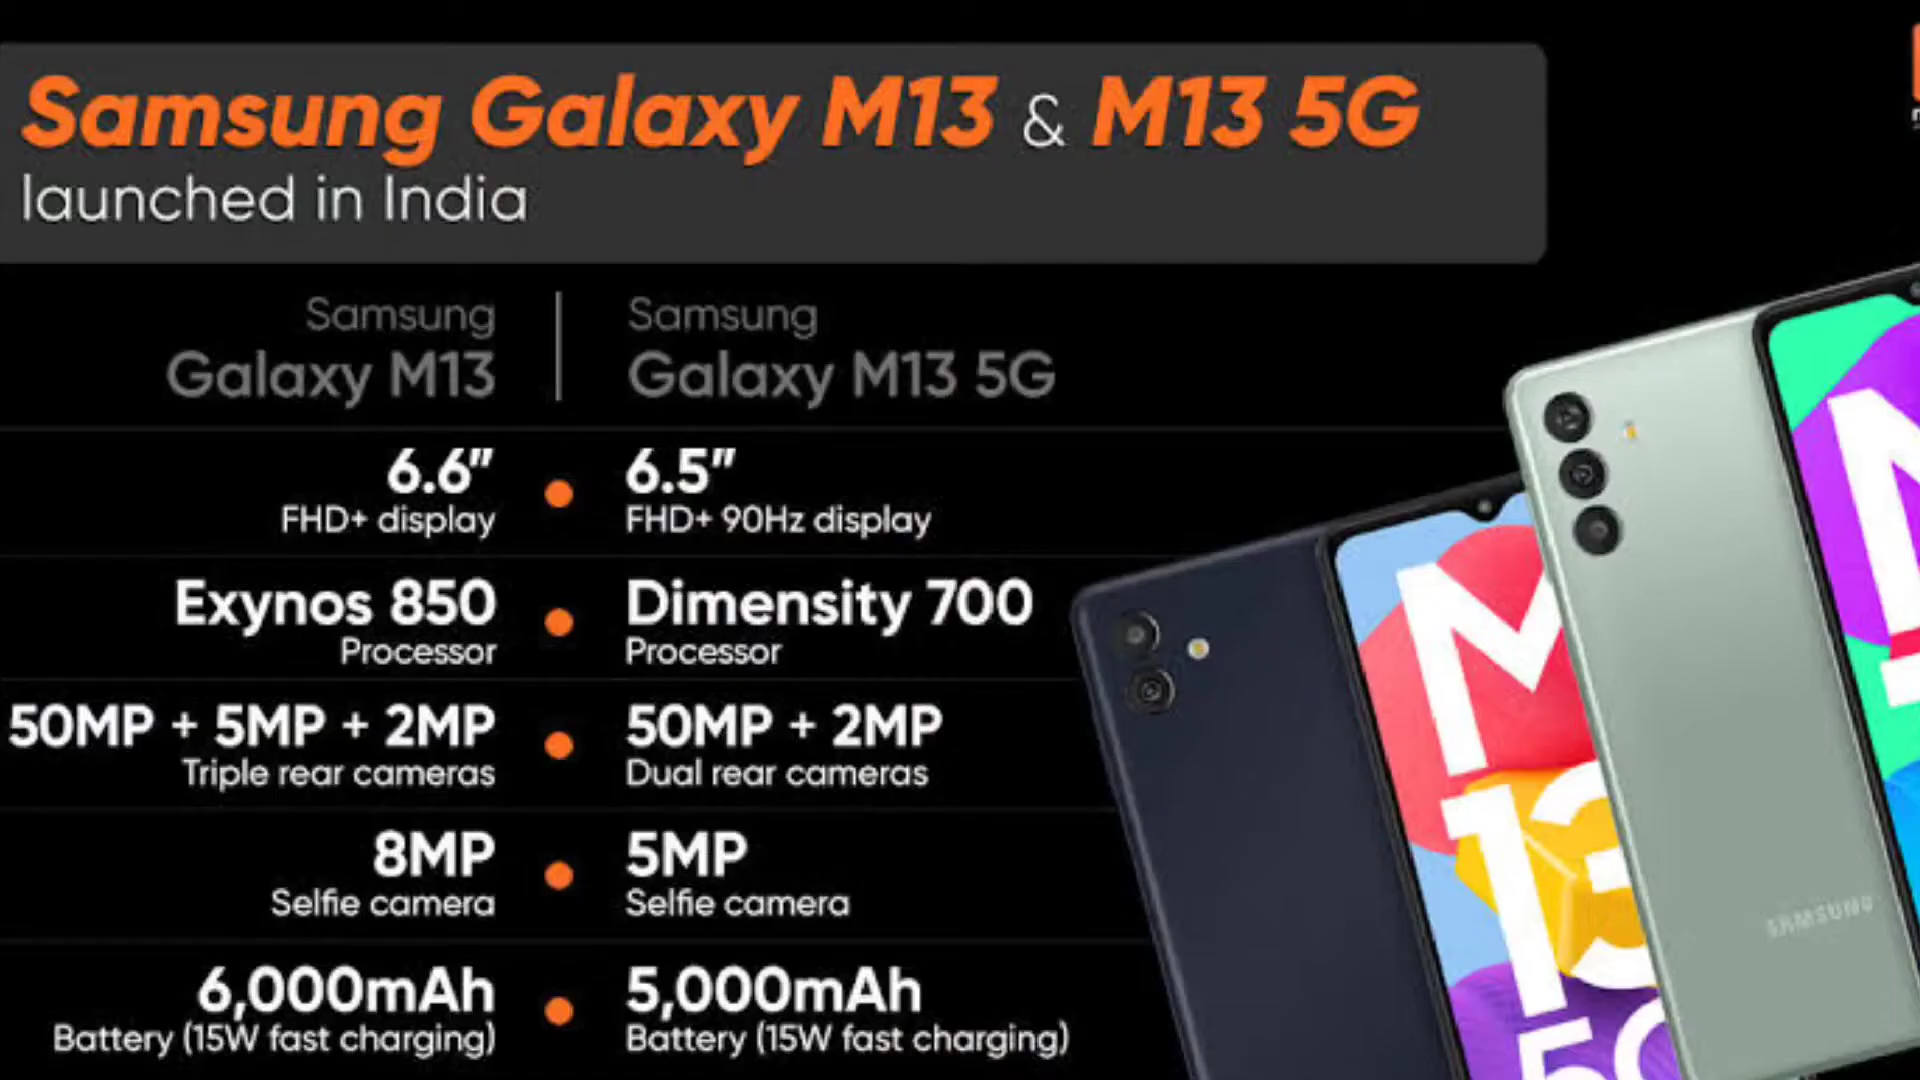 Samsung Galaxy M13 & M13 5G
launched in India
Samsung
Galaxy M13
Samsung
Galaxy M13 5G
6.6"
FHD+ display
6.5"
FHD+ 90Hz display
Exynos 850
Processor
Dimensity 700
Processor
50MP + 5MP + 2MP
Triple rear cameras
50MP + 2MP
Dual rear cameras
8MP
Selfie camera
5MP
Selfie camera
6,000mAh
Battery (15W fast charging)
5,000mAh
Battery (15W fast charging)
M
13
5G
SAMSUNG